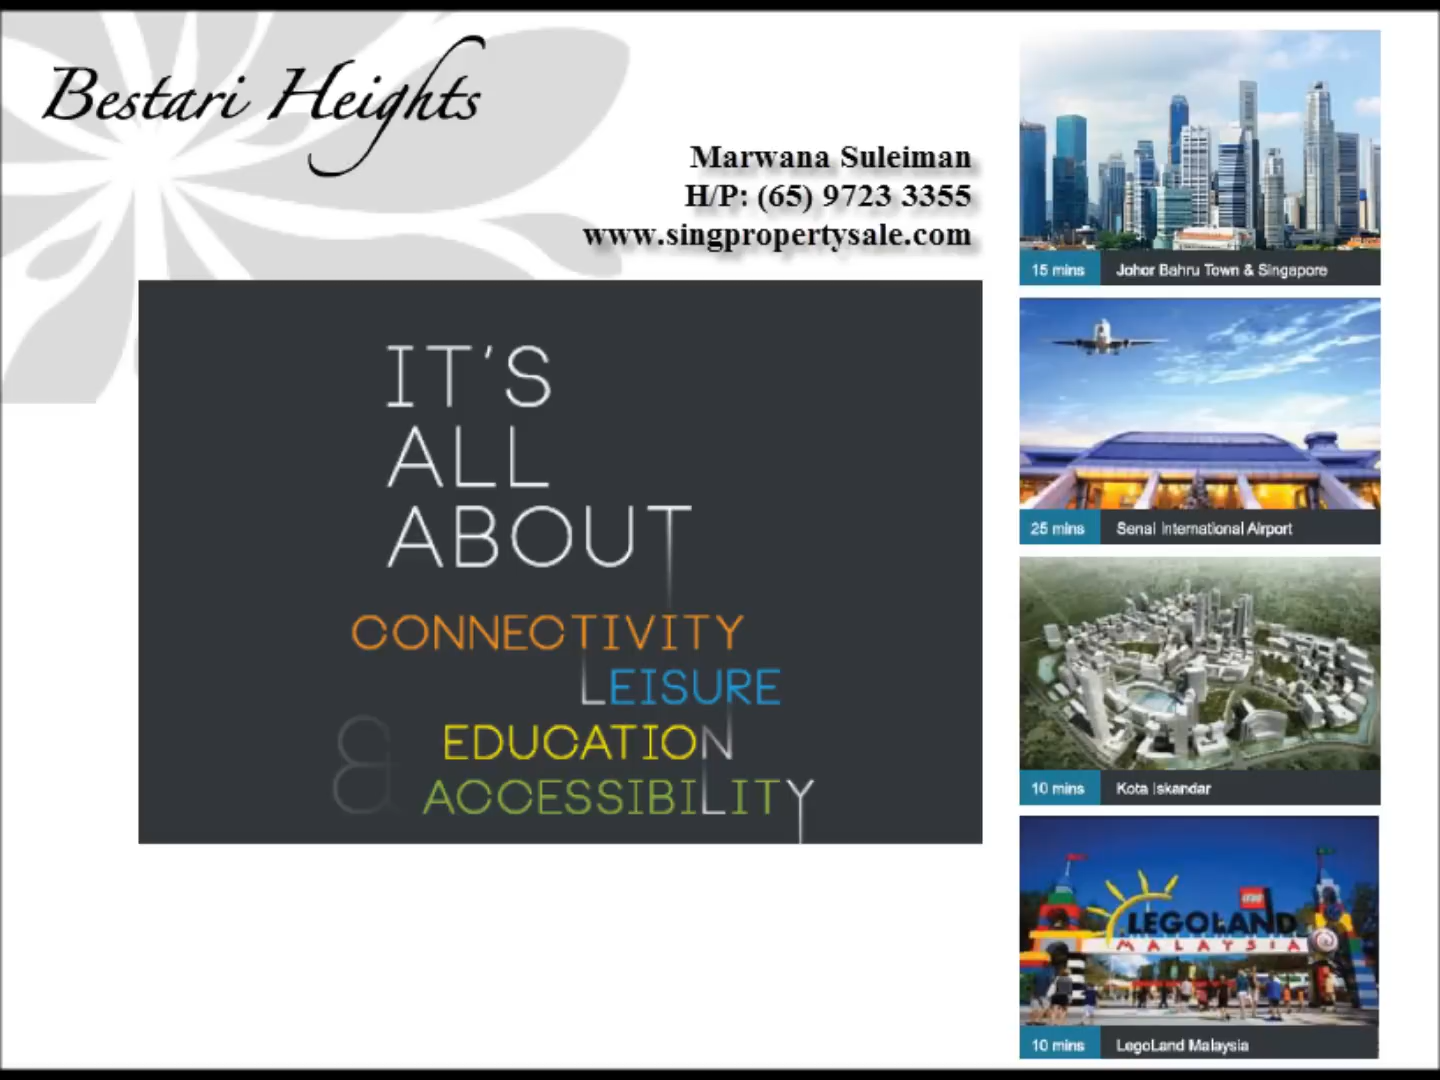 Bestari Heights
Marwana Suleiman
H/P: (65) 9723 3355
www.singpropertysale.com
IT'S
ALL
ABOUT
CONNECTIVITY
LEISURE
& EDUCATION
ACCESSIBILITY
15 mins Johor Bahru Town & Singapore
25 mins Senai International Airport
10 mins Kota Iskandar
LEGO
LEGOLAND
MALAYSIA
10 mins LegoLand Malaysia